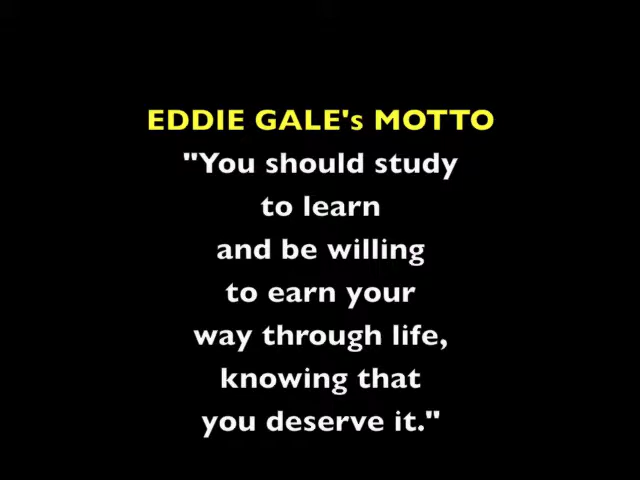 EDDIE GALE's MOTTO
"You should study
to learn
and be willing
to earn your
way through life,
knowing that
you deserve it."